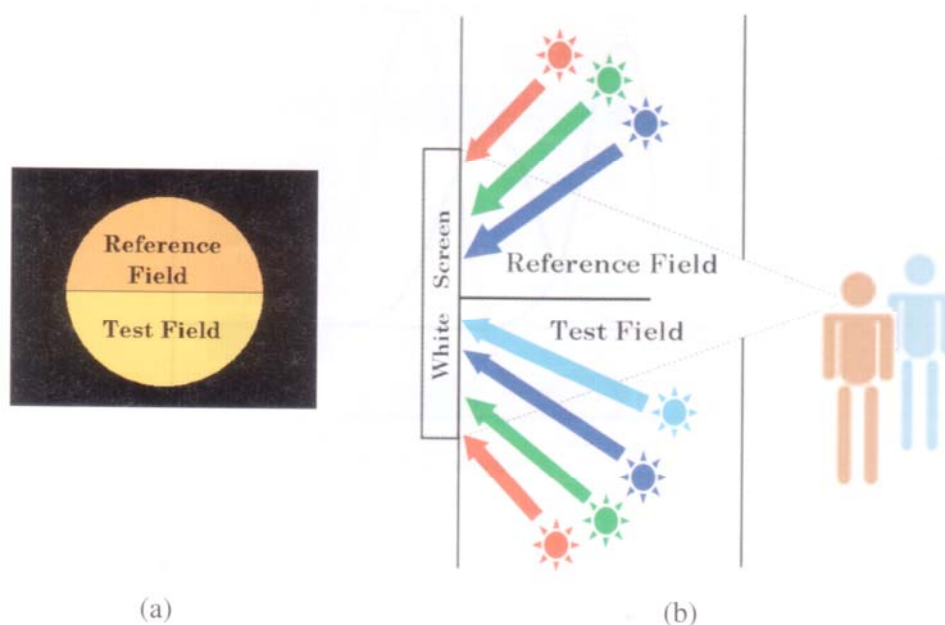 Reference
Field
Test Field
White Screen
Reference Field
Test Field
(a)
(b)